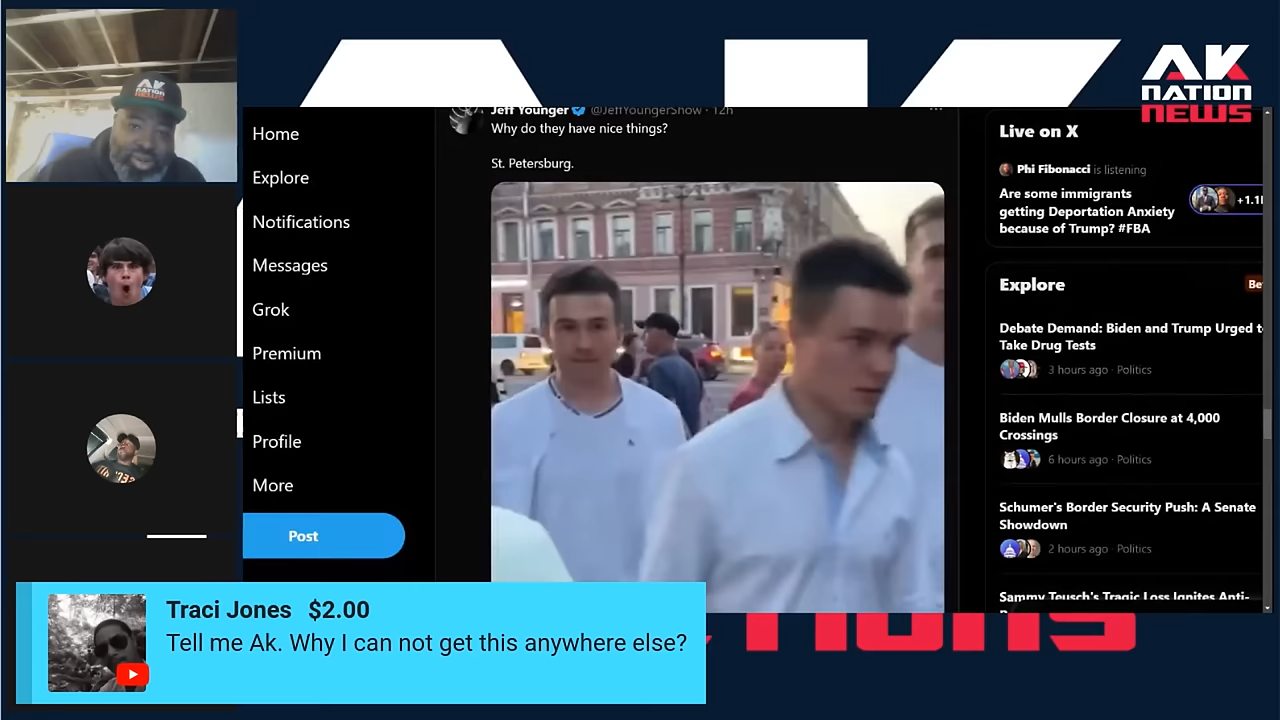 AK
NATION
NEWS
AK
NATION
NEWS
Home
Explore
Notifications
Messages
Grok
Premium
Lists
Profile
More
Post
Jeff Younger @JeffYoungerShow · 12h
Why do they have nice things?
St. Petersburg.
Live on X
Phi Fibonacci is listening
Are some immigrants
getting Deportation Anxiety
because of Trump? #FBA
Explore
Debate Demand: Biden and Trump Urged to
Take Drug Tests
3 hours ago · Politics
Biden Mulls Border Closure at 4,000
Crossings
6 hours ago · Politics
Schumer's Border Security Push: A Senate
Showdown
2 hours ago · Politics
Sammy Teusch's Tragic Loss Ignites Anti-
Traci Jones $2.00
Tell me Ak. Why I can not get this anywhere else?